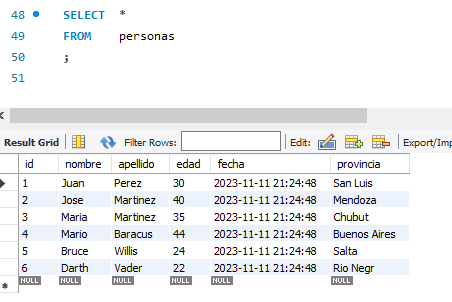 48 SELECT *
49 FROM personas
50 ;
51
Result Grid Filter Rows: Edit: Export/Imp
id nombre apellido edad fecha provincia
1 Juan Perez 30 2023-11-11 21:24:48 San Luis
2 Jose Martinez 40 2023-11-11 21:24:48 Mendoza
3 Maria Martinez 35 2023-11-11 21:24:48 Chubut
4 Mario Baracus 44 2023-11-11 21:24:48 Buenos Aires
5 Bruce Willis 24 2023-11-11 21:24:48 Salta
6 Darth Vader 22 2023-11-11 21:24:48 Rio Negr
NULL NULL NULL NULL NULL NULL